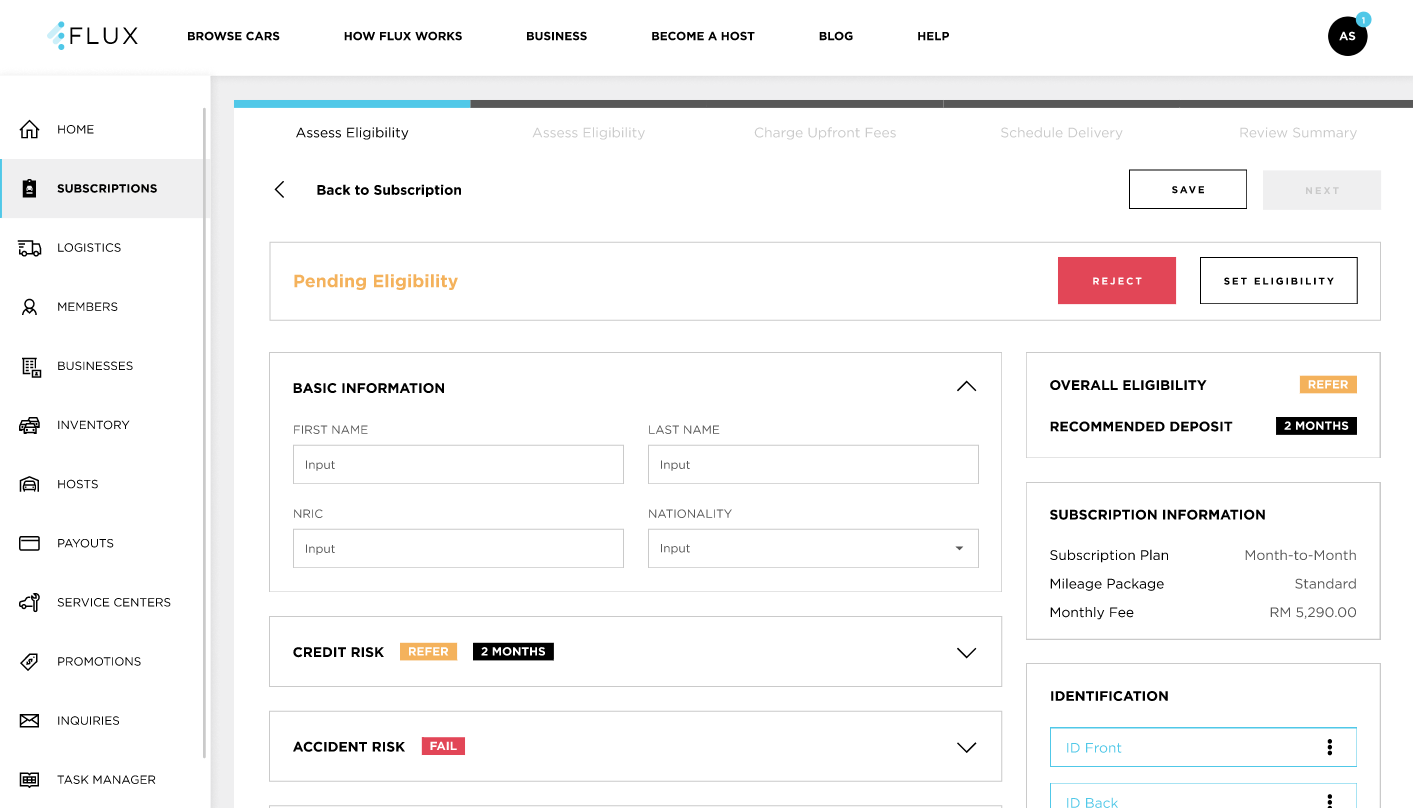 FLUX
BROWSE CARS
HOW FLUX WORKS
BUSINESS
BECOME A HOST
BLOG
HELP
AS
1
HOME
SUBSCRIPTIONS
LOGISTICS
MEMBERS
BUSINESSES
INVENTORY
HOSTS
PAYOUTS
SERVICE CENTERS
PROMOTIONS
INQUIRIES
TASK MANAGER
Assess Eligibility
Assess Eligibility
Charge Upfront Fees
Schedule Delivery
Review Summary
Back to Subscription
SAVE
NEXT
Pending Eligibility
REJECT
SET ELIGIBILITY
BASIC INFORMATION
FIRST NAME
LAST NAME
Input
Input
NRIC
NATIONALITY
Input
Input
CREDIT RISK REFER 2 MONTHS
ACCIDENT RISK FAIL
OVERALL ELIGIBILITY REFER
RECOMMENDED DEPOSIT 2 MONTHS
SUBSCRIPTION INFORMATION
Subscription Plan Month-to-Month
Mileage Package Standard
Monthly Fee RM 5,290.00
IDENTIFICATION
ID Front
ID Back